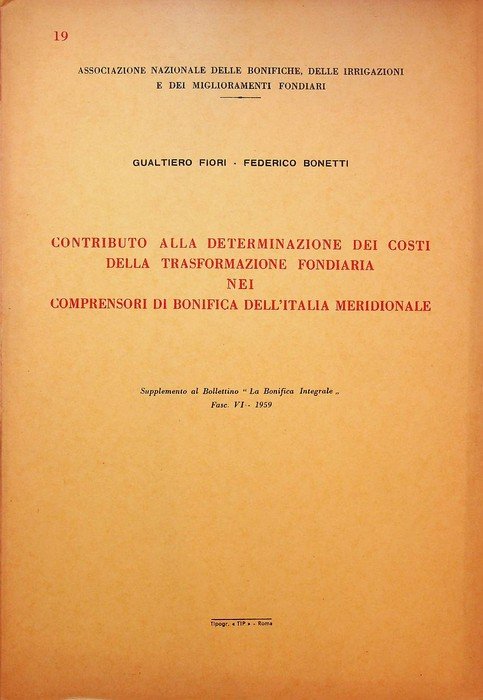 19
ASSOCIAZIONE NAZIONALE DELLE BONIFICHE, DELLE IRRIGAZIONI
E DEI MIGLIORAMENTI FONDIARI
GUALTIERO FIORI - FEDERICO BONETTI
CONTRIBUTO ALLA DETERMINAZIONE DEI COSTI
DELLA TRASFORMAZIONE FONDIARIA
NEI
COMPRENSORI DI BONIFICA DELL'ITALIA MERIDIONALE
Supplemento al Bollettino " La Bonifica Integrale „
Fasc. VI - 1959
Tipogr. « TIP » - Roma